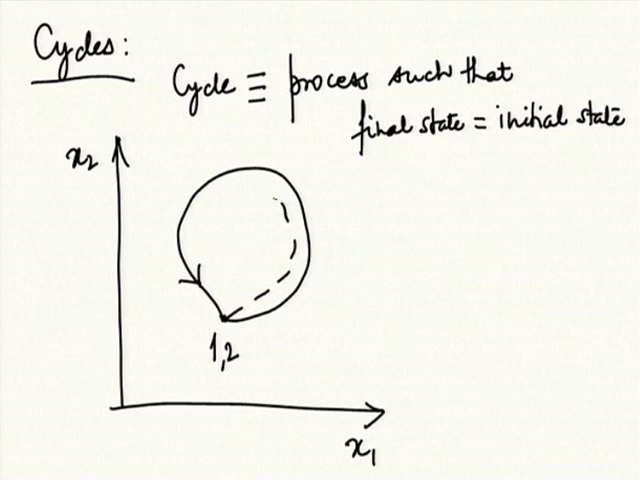 Cycles:
Cycle ≡ process such that
final state = initial state
x₂
1,2
x₁